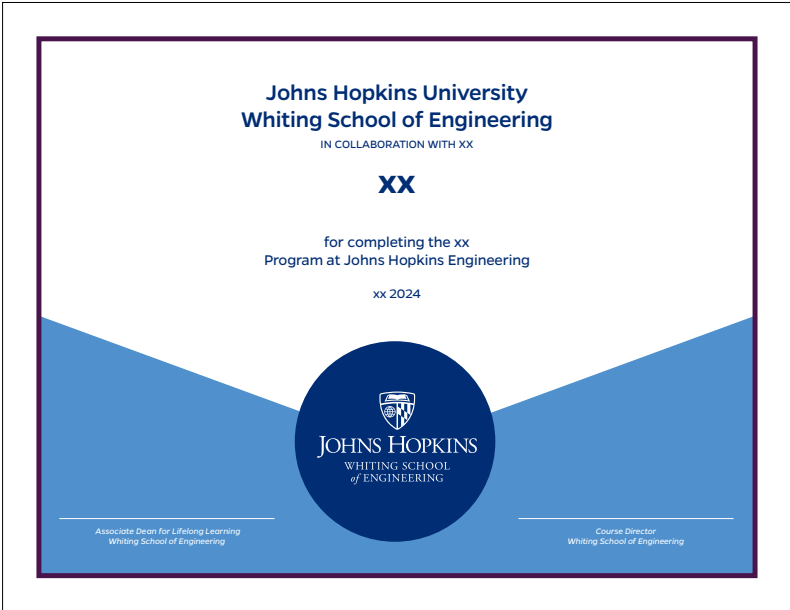 Johns Hopkins University
Whiting School of Engineering
IN COLLABORATION WITH XX
xx
for completing the xx
Program at Johns Hopkins Engineering
xx 2024
JOHNS HOPKINS
WHITING SCHOOL
of ENGINEERING
Associate Dean for Lifelong Learning
Whiting School of Engineering
Course Director
Whiting School of Engineering